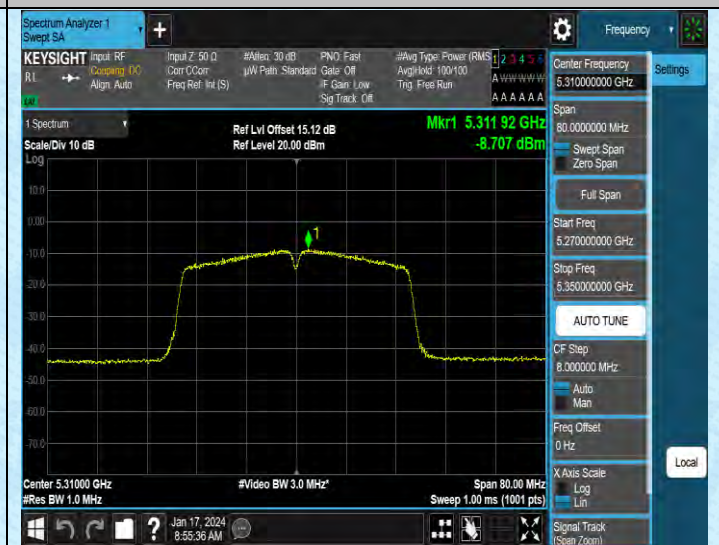 Spectrum Analyzer 1
Swept SA
+
Frequency
KEYSIGHT Input: RF Input Z: 50 Ω #Atten: 30 dB PNO: Fast #Avg Type: Power (RMS 1 2 3 4 5 6
RL Coupling: DC Corr CCorr µW Path: Standard Gate: Off Avg|Hold: 100/100 A W W W W W
Align: Auto Freq Ref: Int (S) IF Gain: Low Trig: Free Run
Sig Track: Off A A A A A A
Center Frequency
5.310000000 GHz
Settings
1 Spectrum
Scale/Div 10 dB
Ref Lvl Offset 15.12 dB
Ref Level 20.00 dBm
Mkr1 5.311 92 GHz
-8.707 dBm
Span
80.0000000 MHz
Swept Span
Zero Span
Full Span
Start Freq
5.270000000 GHz
Stop Freq
5.350000000 GHz
AUTO TUNE
CF Step
8.000000 MHz
Auto
Man
Freq Offset
0 Hz
X Axis Scale
Log
Lin
Signal Track
(Span Zoom)
Local
Log
10.0
0.00
-10.0
-20.0
-30.0
-40.0
-50.0
-60.0
-70.0
1
Center 5.31000 GHz #Video BW 3.0 MHz* Span 80.00 MHz
#Res BW 1.0 MHz Sweep 1.00 ms (1001 pts)
? Jan 17, 2024
8:55:36 AM